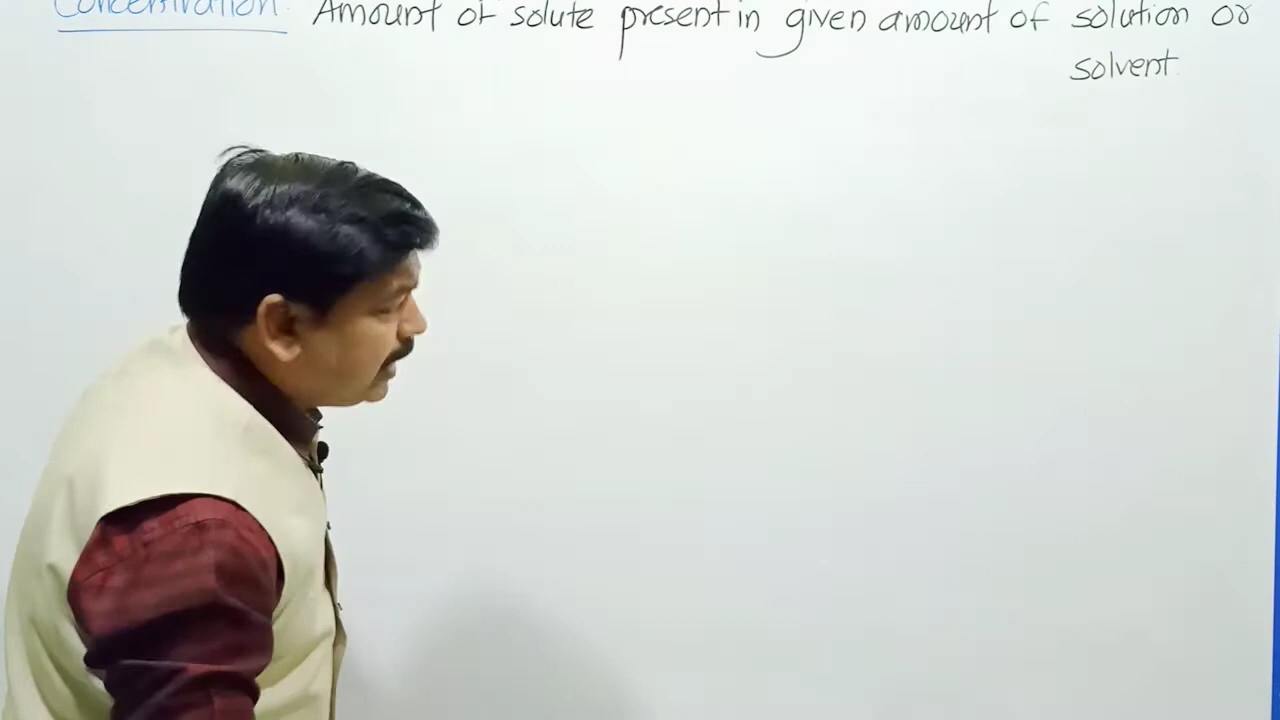 Concentration: Amount of solute present in given amount of solution or
solvent.